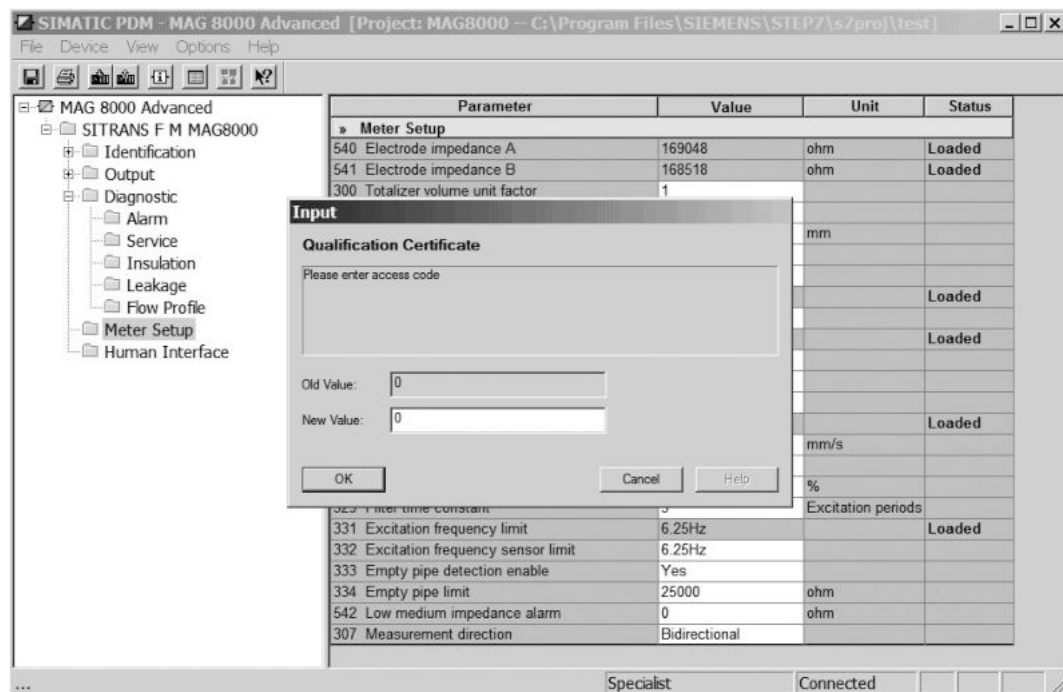 SIMATIC PDM - MAG 8000 Advanced [Project: MAG8000 -- C:\Program Files\SIEMENS\STEP7\s7proj\test]
File Device View Options Help
MAG 8000 Advanced
SITRANS F M MAG8000
Identification
Output
Diagnostic
Alarm
Service
Insulation
Leakage
Flow Profile
Meter Setup
Human Interface
Parameter Value Unit Status
» Meter Setup
540 Electrode impedance A 169048 ohm Loaded
541 Electrode impedance B 168518 ohm Loaded
300 Totalizer volume unit factor 1
mm
Loaded
Loaded
Loaded
mm/s
%
Input
Qualification Certificate
Please enter access code
Old Value: 0
New Value: 0
OK Cancel Help
Filter time constant Excitation periods
331 Excitation frequency limit 6.25Hz Loaded
332 Excitation frequency sensor limit 6.25Hz
333 Empty pipe detection enable Yes
334 Empty pipe limit 25000 ohm
542 Low medium impedance alarm 0 ohm
307 Measurement direction Bidirectional
... Specialist Connected